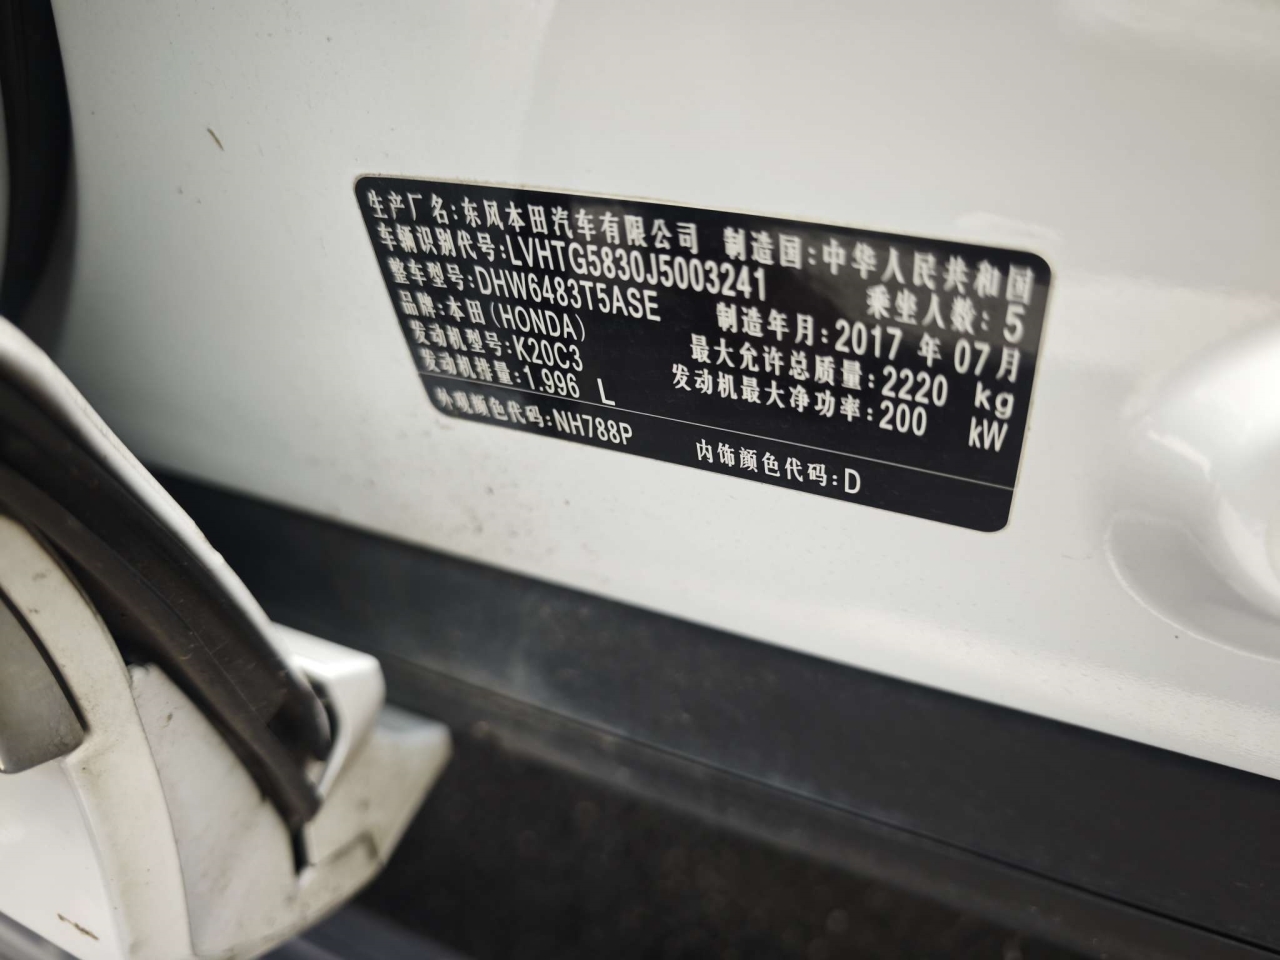 生产厂名:东风本田汽车有限公司 制造国:中华人民共和国
车辆识别代号:LVHTG5830J5003241 乘坐人数:5
整车型号:DHW6483T5ASE 制造年月:2017 年 07 月
品牌:本田(HONDA) 最大允许总质量:2220 kg
发动机型号:K20C3 发动机最大净功率:200 kW
发动机排量:1.996 L
外观颜色代码:NH788P 内饰颜色代码:D